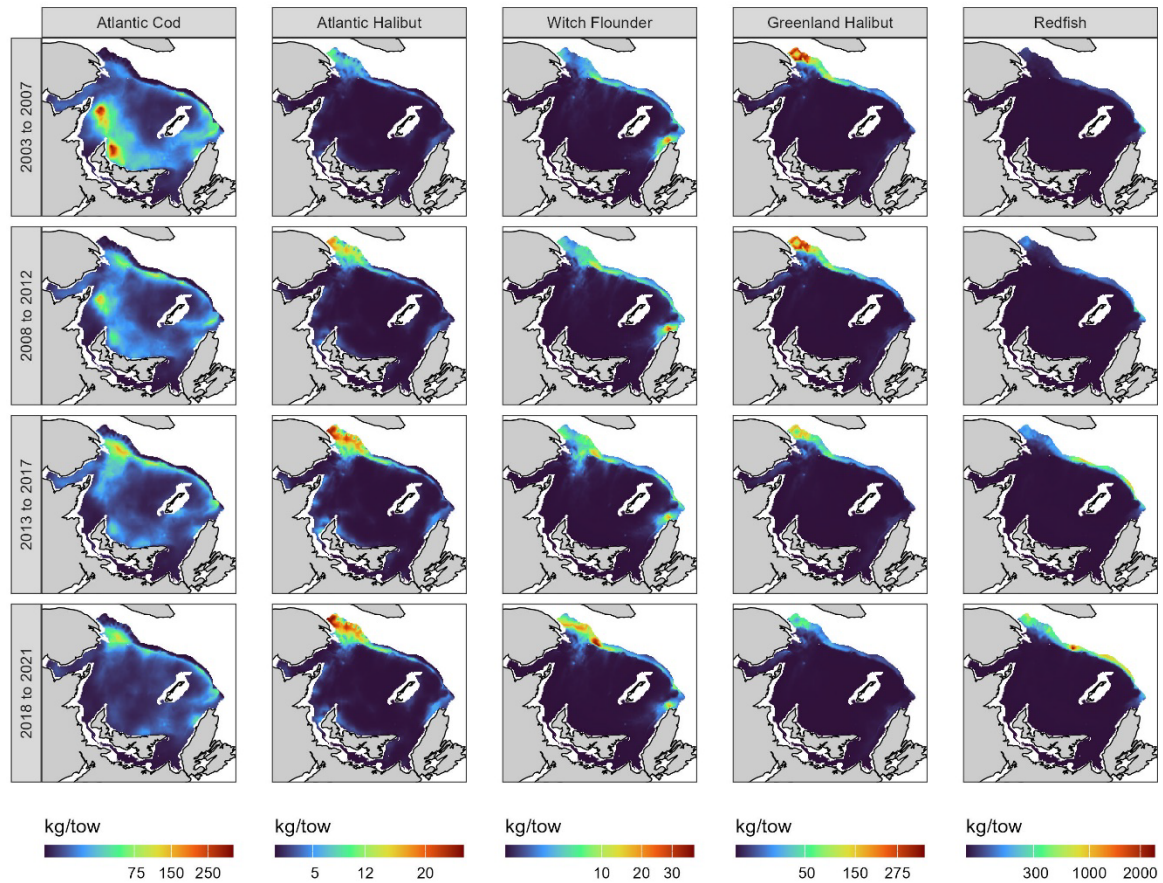 Atlantic Cod
Atlantic Halibut
Witch Flounder
Greenland Halibut
Redfish
2003 to 2007
2008 to 2012
2013 to 2017
2018 to 2021
kg/tow
75 150 250
kg/tow
5 12 20
kg/tow
10 20 30
kg/tow
50 150 275
kg/tow
300 1000 2000